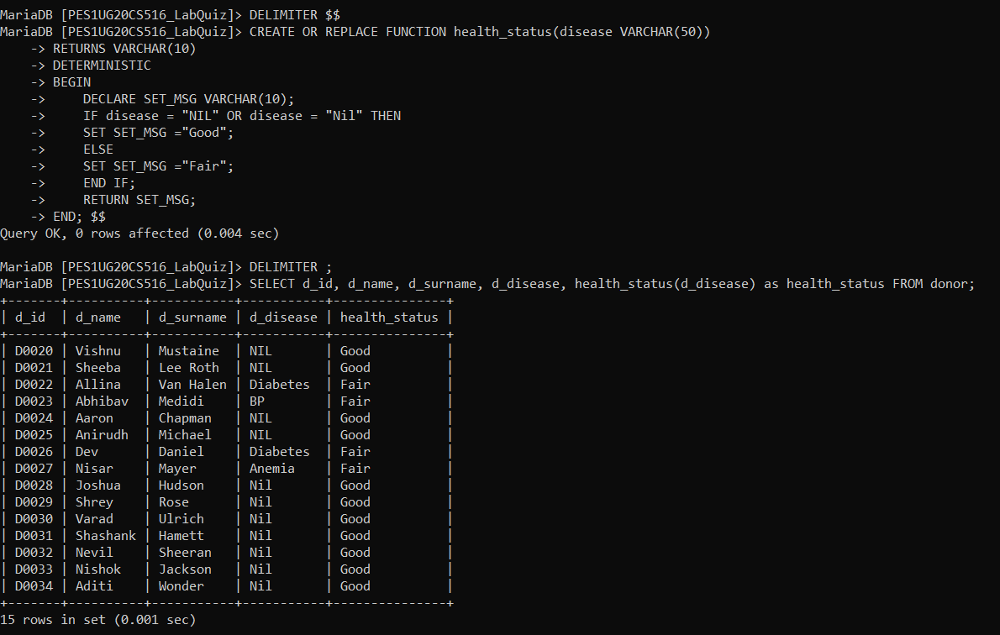 MariaDB [PES1UG20CS516_LabQuiz]> DELIMITER $$
MariaDB [PES1UG20CS516_LabQuiz]> CREATE OR REPLACE FUNCTION health_status(disease VARCHAR(50))
    -> RETURNS VARCHAR(10)
    -> DETERMINISTIC
    -> BEGIN
    ->     DECLARE SET_MSG VARCHAR(10);
    ->     IF disease = "NIL" OR disease = "Nil" THEN
    ->     SET SET_MSG ="Good";
    ->     ELSE
    ->     SET SET_MSG ="Fair";
    ->     END IF;
    ->     RETURN SET_MSG;
    -> END; $$
Query OK, 0 rows affected (0.004 sec)

MariaDB [PES1UG20CS516_LabQuiz]> DELIMITER ;
MariaDB [PES1UG20CS516_LabQuiz]> SELECT d_id, d_name, d_surname, d_disease, health_status(d_disease) as health_status FROM donor;
+-------+----------+-----------+-----------+---------------+
| d_id  | d_name   | d_surname | d_disease | health_status |
+-------+----------+-----------+-----------+---------------+
| D0020 | Vishnu   | Mustaine  | NIL       | Good          |
| D0021 | Sheeba   | Lee Roth  | NIL       | Good          |
| D0022 | Allina   | Van Halen | Diabetes  | Fair          |
| D0023 | Abhibav  | Medidi    | BP        | Fair          |
| D0024 | Aaron    | Chapman   | NIL       | Good          |
| D0025 | Anirudh  | Michael   | NIL       | Good          |
| D0026 | Dev      | Daniel    | Diabetes  | Fair          |
| D0027 | Nisar    | Mayer     | Anemia    | Fair          |
| D0028 | Joshua   | Hudson    | Nil       | Good          |
| D0029 | Shrey    | Rose      | Nil       | Good          |
| D0030 | Varad    | Ulrich    | Nil       | Good          |
| D0031 | Shashank | Hamett    | Nil       | Good          |
| D0032 | Nevil    | Sheeran   | Nil       | Good          |
| D0033 | Nishok   | Jackson   | Nil       | Good          |
| D0034 | Aditi    | Wonder    | Nil       | Good          |
+-------+----------+-----------+-----------+---------------+
15 rows in set (0.001 sec)